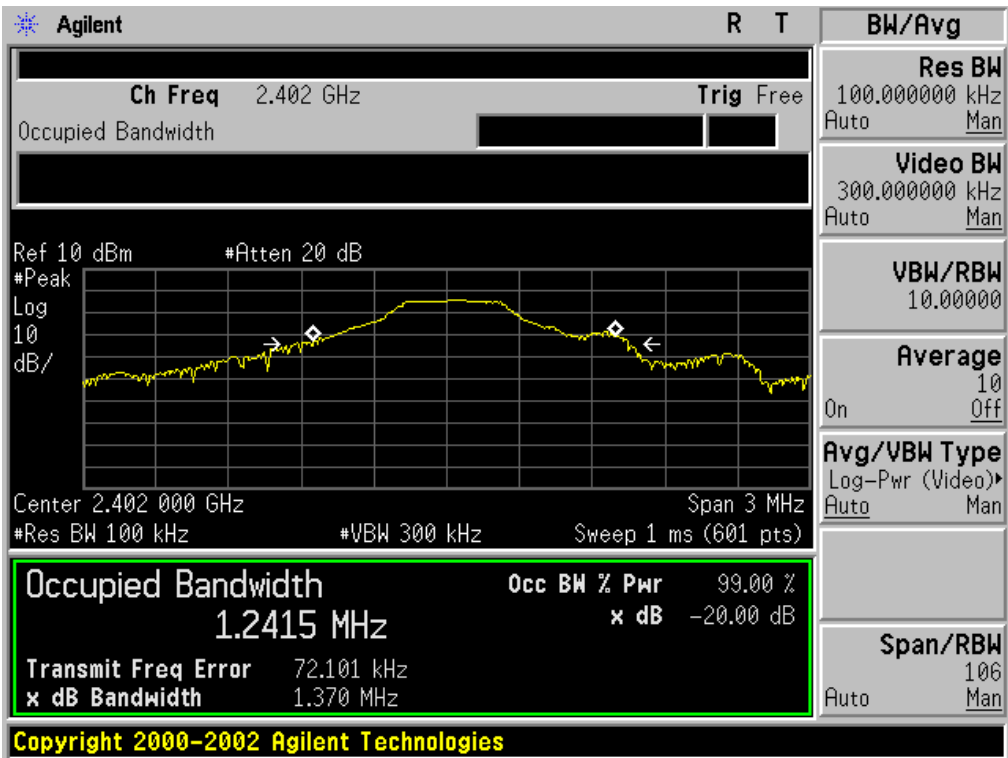 Agilent R T
Ch Freq 2.402 GHz Trig Free
Occupied Bandwidth
Ref 10 dBm #Atten 20 dB
#Peak
Log
10
dB/
Center 2.402 000 GHz Span 3 MHz
#Res BW 100 kHz #VBW 300 kHz Sweep 1 ms (601 pts)
Occupied Bandwidth
1.2415 MHz
Occ BW % Pwr 99.00 %
x dB -20.00 dB
Transmit Freq Error 72.101 kHz
x dB Bandwidth 1.370 MHz
Copyright 2000-2002 Agilent Technologies
BW/Avg
Res BW
100.000000 kHz
Auto Man
Video BW
300.000000 kHz
Auto Man
VBW/RBW
10.00000
Average
10
On Off
Avg/VBW Type
Log-Pwr (Video)▸
Auto Man
Span/RBW
106
Auto Man